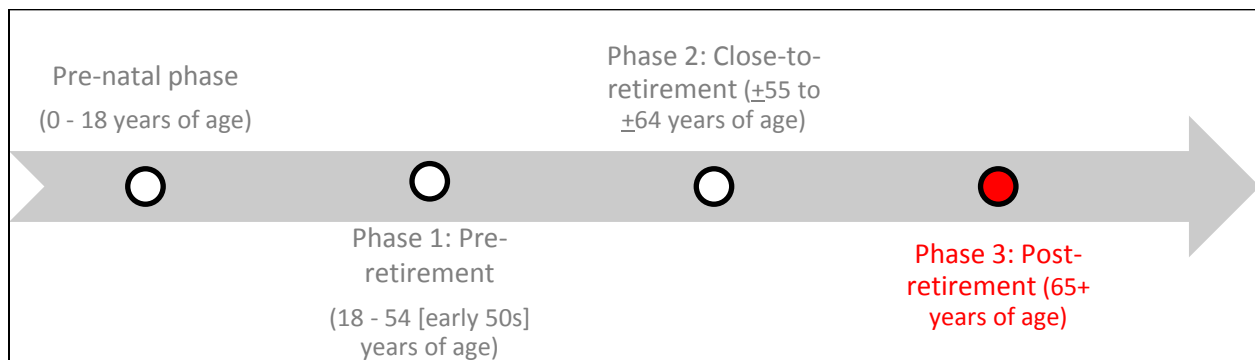 Pre-natal phase
(0 - 18 years of age)
Phase 1: Pre-
retirement
(18 - 54 [early 50s]
years of age)
Phase 2: Close-to-
retirement (±55 to
±64 years of age)
Phase 3: Post-
retirement (65+
years of age)